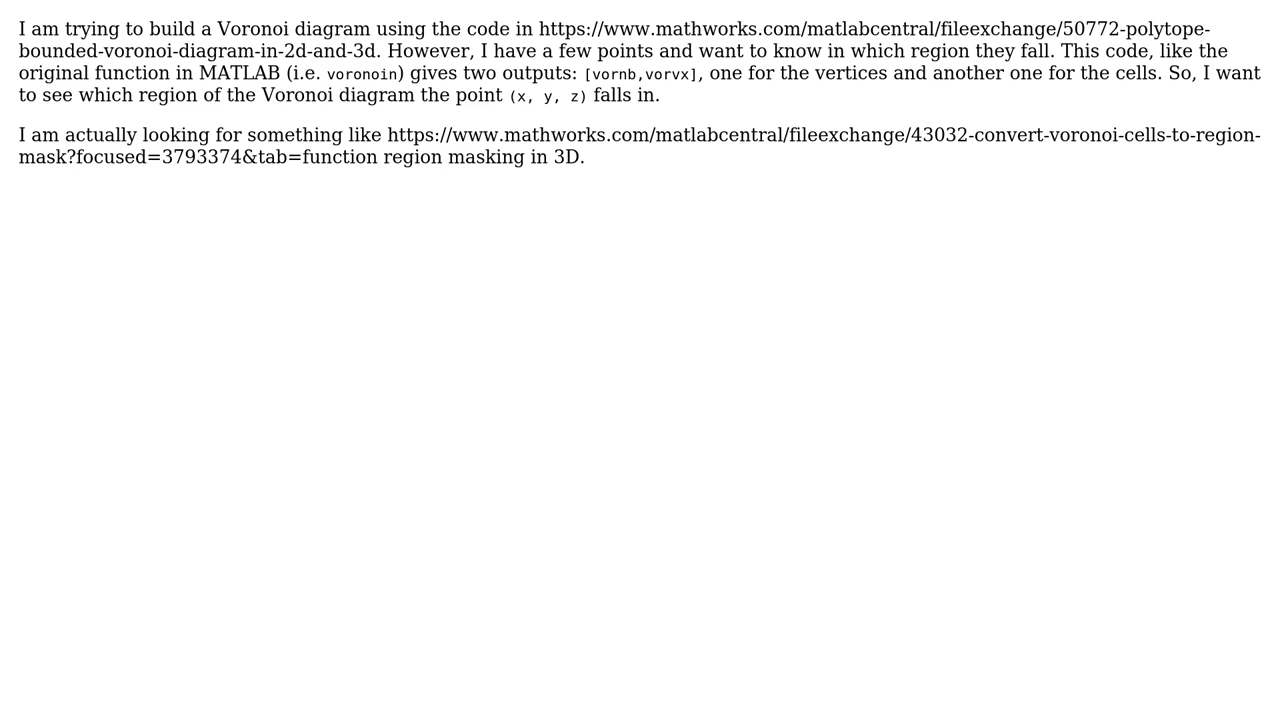 I am trying to build a Voronoi diagram using the code in https://www.mathworks.com/matlabcentral/fileexchange/50772-polytope-
bounded-voronoi-diagram-in-2d-and-3d. However, I have a few points and want to know in which region they fall. This code, like the
original function in MATLAB (i.e. voronoin) gives two outputs: [vornb,vorvx], one for the vertices and another one for the cells. So, I want
to see which region of the Voronoi diagram the point (x, y, z) falls in.
I am actually looking for something like https://www.mathworks.com/matlabcentral/fileexchange/43032-convert-voronoi-cells-to-region-
mask?focused=3793374&tab=function region masking in 3D.